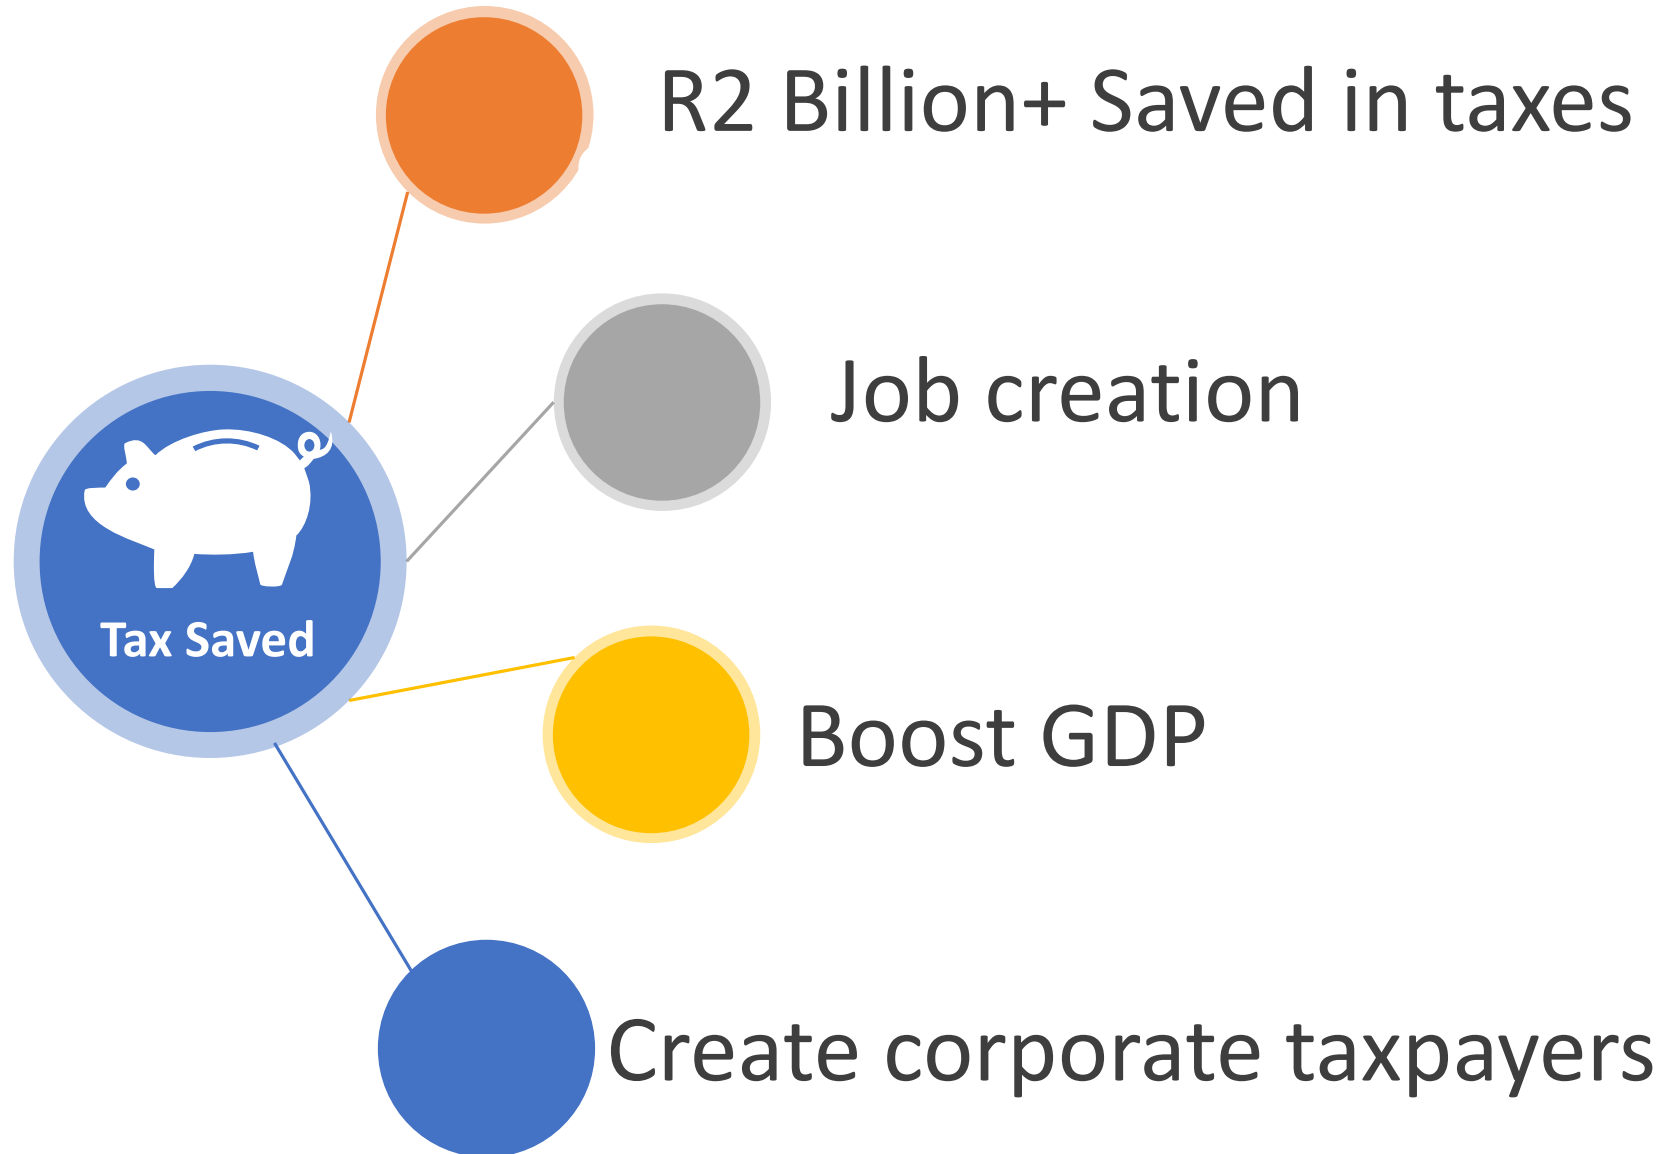 R2 Billion+ Saved in taxes
Job creation
Tax Saved
Boost GDP
Create corporate taxpayers